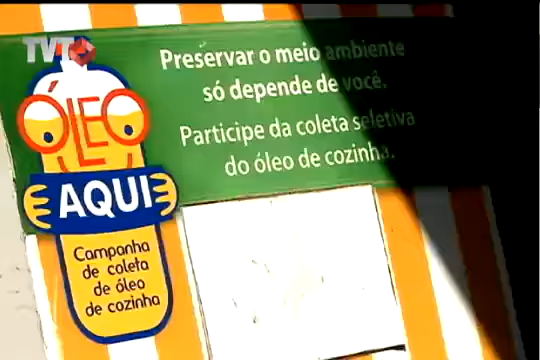 TVT
Preservar o meio ambiente
só depende de você.
Participe da coleta seletiva
do óleo de cozinha.
ÓLEO
AQUI
Campanha
de coleta
de óleo
de cozinha